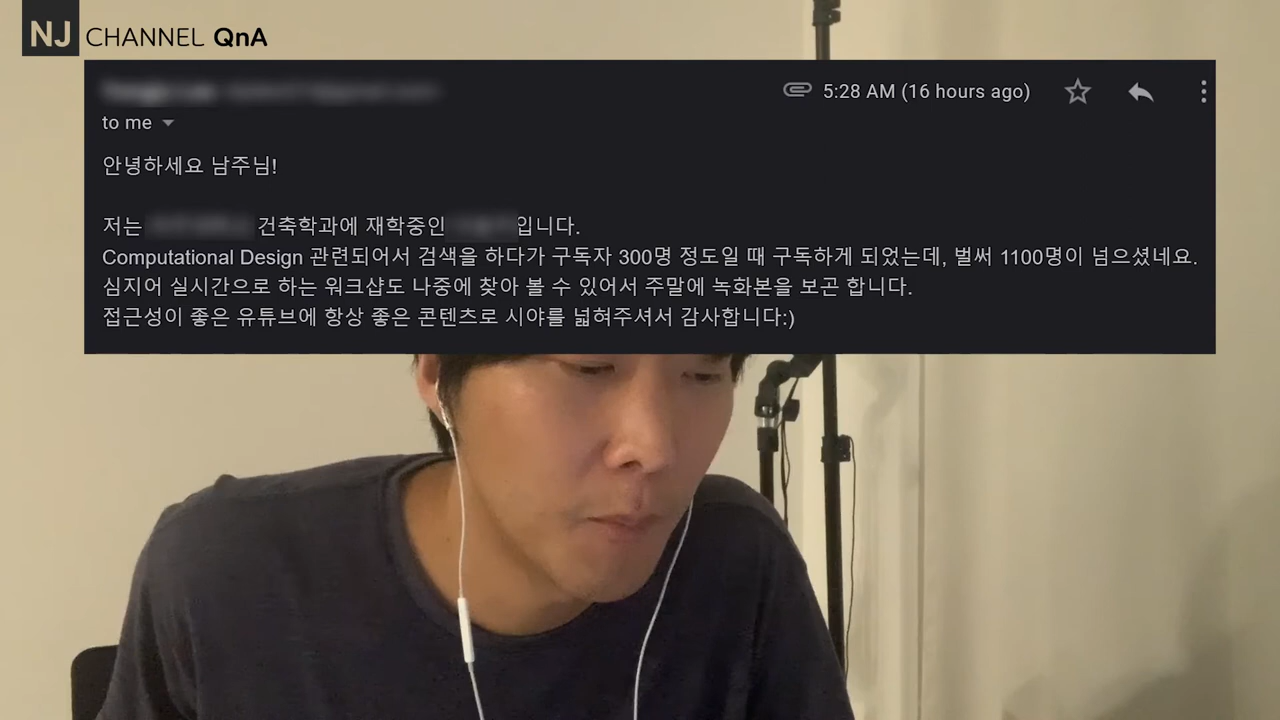 NJ CHANNEL QnA
5:28 AM (16 hours ago)
to me
안녕하세요 남주님!
저는 건축학과에 재학중인 입니다.
Computational Design 관련되어서 검색을 하다가 구독자 300명 정도일 때 구독하게 되었는데, 벌써 1100명이 넘으셨네요.
심지어 실시간으로 하는 워크샵도 나중에 찾아 볼 수 있어서 주말에 녹화본을 보곤 합니다.
접근성이 좋은 유튜브에 항상 좋은 콘텐츠로 시야를 넓혀주셔서 감사합니다:)